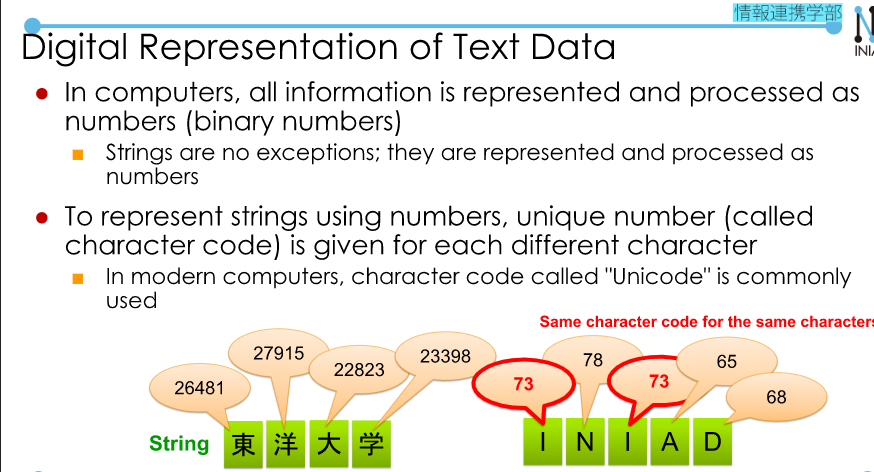 情報連携学部
INIA
Digital Representation of Text Data
In computers, all information is represented and processed as
numbers (binary numbers)
Strings are no exceptions; they are represented and processed as
numbers
To represent strings using numbers, unique number (called
character code) is given for each different character
In modern computers, character code called "Unicode" is commonly
used
Same character code for the same characters
26481 27915 22823 23398 73 78 73 65 68
String 東 洋 大 学 I N I A D